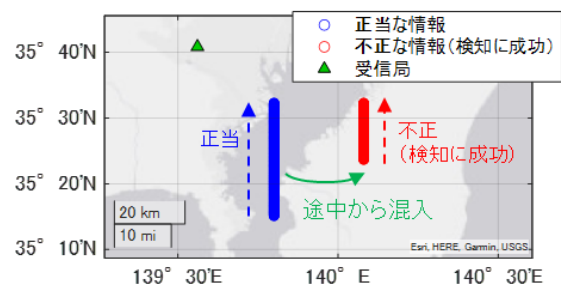 正当な情報
不正な情報(検知に成功)
受信局
35° 40'N
35° 30'N
35° 20'N
35° 10'N
正当
不正
(検知に成功)
途中から混入
20 km
10 mi
Esri, HERE, Garmin, USGS
139° 30'E
140° E
140° 30'E